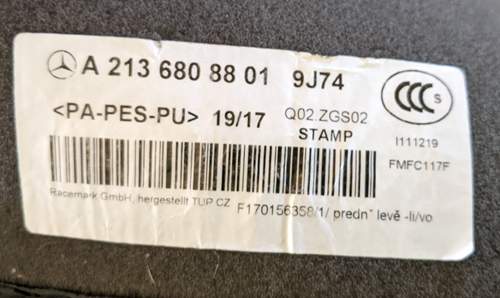 A 213 680 88 01 9J74
CCC S
<PA-PES-PU> 19/17 Q02.ZGS02
STAMP
I111219
FMFC117F
Racemark GmbH, hergestellt TUP CZ
F170156358/1/ predn˘ levě -li/vo